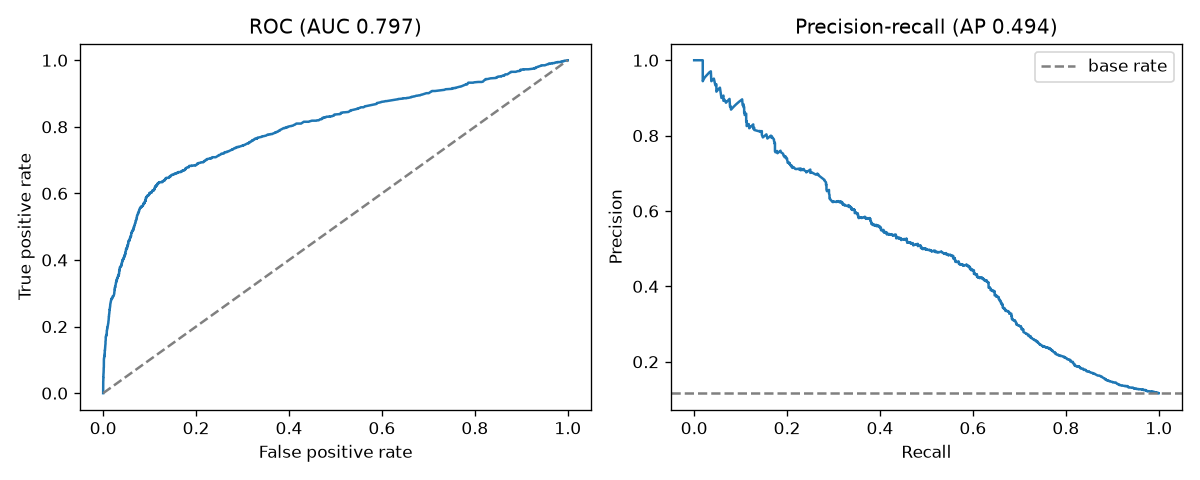 ROC (AUC 0.797)
1.0
0.8
0.6
0.4
0.2
0.0
True positive rate
0.0 0.2 0.4 0.6 0.8 1.0
False positive rate
Precision-recall (AP 0.494)
base rate
1.0
0.8
0.6
0.4
0.2
Precision
0.0 0.2 0.4 0.6 0.8 1.0
Recall